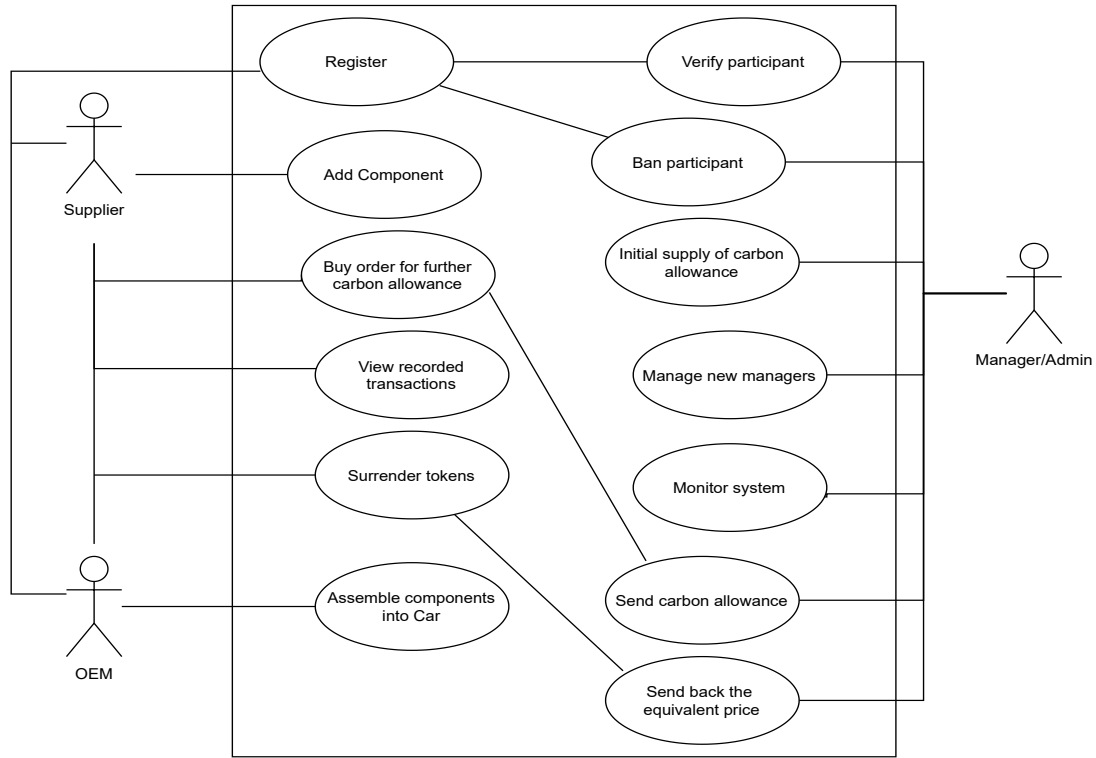 Register
Verify participant
Ban participant
Add Component
Supplier
Buy order for further
carbon allowance
Initial supply of carbon
allowance
Manager/Admin
View recorded
transactions
Manage new managers
Surrender tokens
Monitor system
Assemble components
into Car
Send carbon allowance
OEM
Send back the
equivalent price